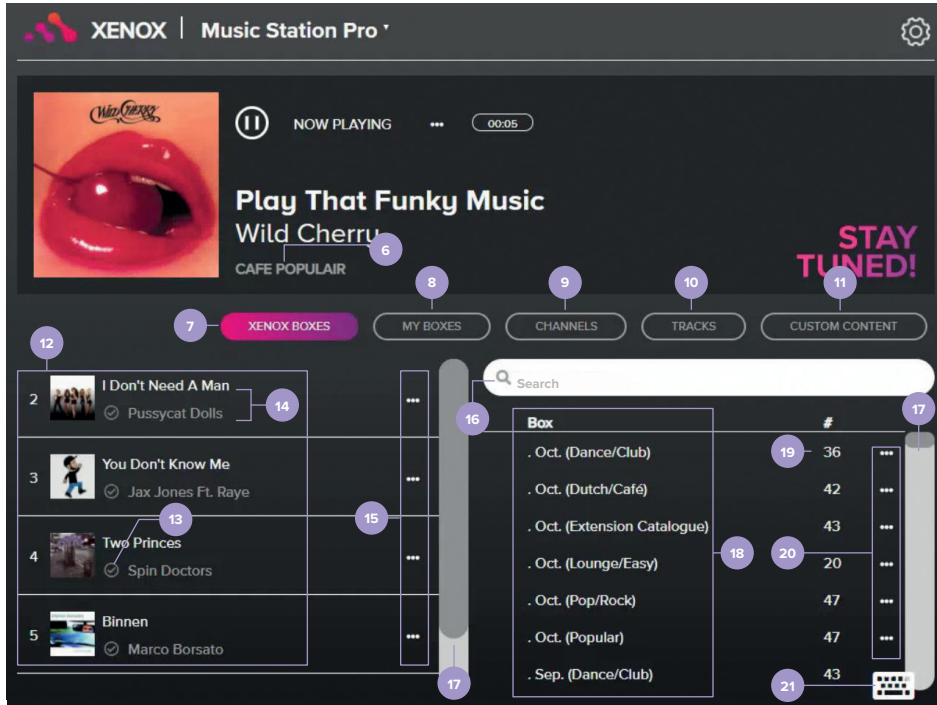 XENOX | Music Station Pro
Wild Cherry
NOW PLAYING ••• 00:05
Play That Funky Music
Wild Cherry
6
CAFE POPULAIR
STAY
TUNED!
8 9 10 11
7 XENOX BOXES MY BOXES CHANNELS TRACKS CUSTOM CONTENT
12
2 I Don't Need A Man •••
Pussycat Dolls
14
3 You Don't Know Me •••
Jax Jones Ft. Raye
13 15
4 Two Princes •••
Spin Doctors
5 Binnen •••
Marco Borsato
17
Search
16 17
Box #
. Oct. (Dance/Club) 19 36 •••
. Oct. (Dutch/Café) 42 •••
. Oct. (Extension Catalogue) 43 •••
18 20
. Oct. (Lounge/Easy) 20 •••
. Oct. (Pop/Rock) 47 •••
. Oct. (Popular) 47 •••
. Sep. (Dance/Club) 43
21